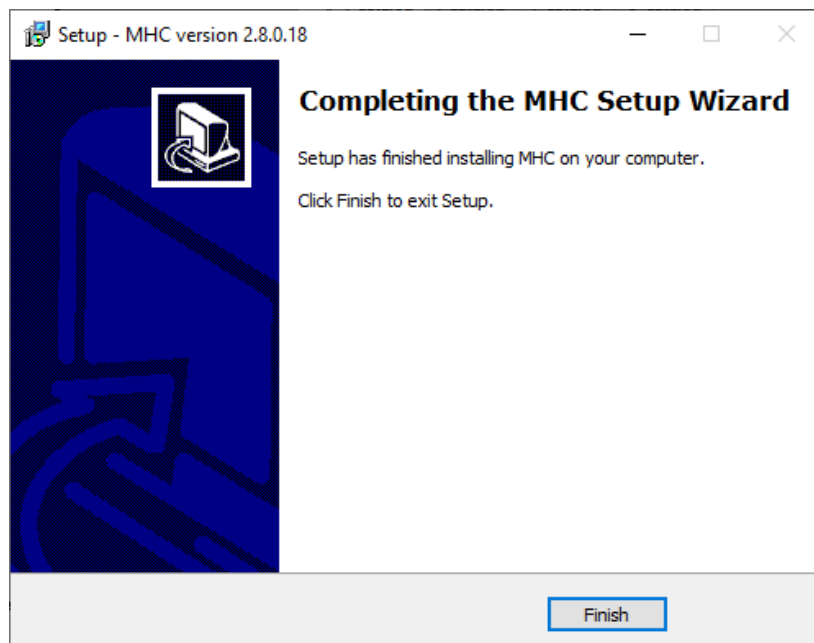 Setup - MHC version 2.8.0.18
Completing the MHC Setup Wizard
Setup has finished installing MHC on your computer.
Click Finish to exit Setup.
Finish